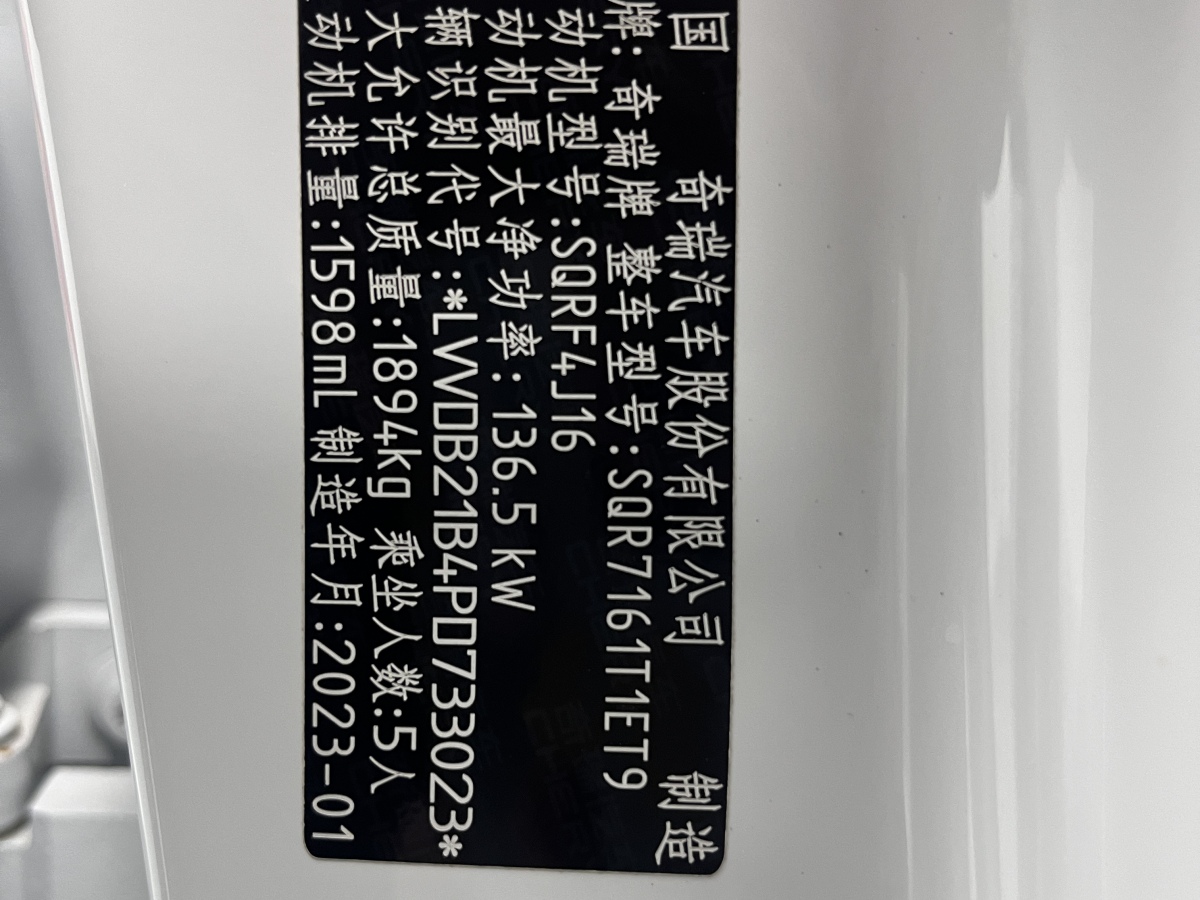 国 奇瑞汽车股份有限公司 制造
牌: 奇瑞牌 整车型号:SQR7161T1ET9
动机型号:SQRF4J16
动机最大净功率:136.5 kW
辆识别代号:*LVVDB21B4PD733023*
大允许总质量:1894kg 乘坐人数:5人
动机排量:1598mL 制造年月:2023-01